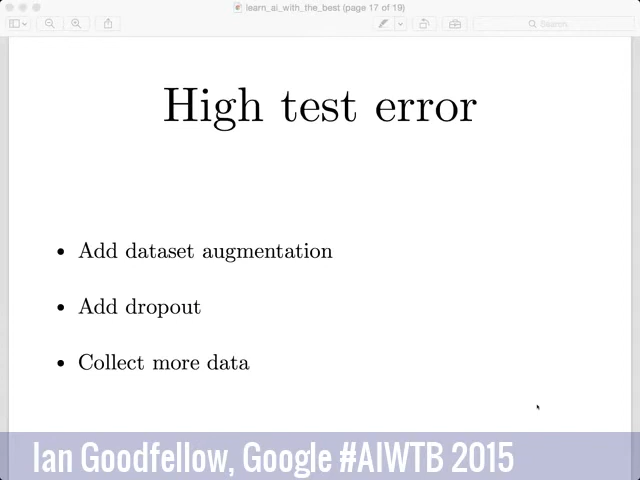 learn_ai_with_the_best (page 17 of 19)
Search
High test error
• Add dataset augmentation
• Add dropout
• Collect more data
Ian Goodfellow, Google #AIWTB 2015